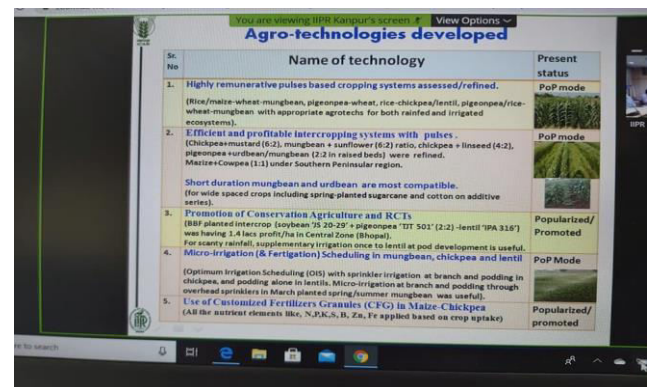 You are viewing IIPR Kanpur's screen
View Options
Agro-technologies developed
Sr. No
Name of technology
Present status
1.
Highly remunerative pulses based cropping systems assessed/refined.
PoP mode
(Rice/maize-wheat-mungbean, pigeonpea-wheat, rice-chickpea/lentil, pigeonpea/rice-
wheat-mungbean with appropriate agrotechs for both rainfed and irrigated
ecosystems).
2.
Efficient and profitable intercropping systems with pulses .
PoP mode
(Chickpea+mustard (6:2), mungbean + sunflower (6:2) ratio, chickpea + linseed (4:2),
pigeonpea +urdbean/mungbean (2:2 in raised beds) were refined.
Mazize+Cowpea (1:1) under Southern Peninsular region.
Short duration mungbean and urdbean are most compatible.
(for wide spaced crops including spring-planted sugarcane and cotton on additive
series).
3.
Promotion of Conservation Agriculture and RCTs
Popularized/
Promoted
(BBF planted intercrop (soybean 'JS 20-29' + pigeonpea 'TJT 501' (2:2) -lentil 'IPA 316')
was having 1.4 lacs profit/ha in Central Zone (Bhopal).
For scanty rainfall, supplementary irrigation once to lentil at pod development is useful.
4.
Micro-irrigation (& Fertigation) Scheduling in mungbean, chickpea and lentil
PoP Mode
(Optimum Irrigation Scheduling (OIS) with sprinkler irrigation at branch and podding in
chickpea, and podding alone in lentils. Micro-irrigation at branch and podding through
overhead sprinklers in March planted spring/summer mungbean was useful).
5.
Use of Customized Fertilizers Granules (CFG) in Maize-Chickpea
Popularized/
promoted
(All the nutrient elements like, N,P,K,S, B, Zn, Fe applied based on crop uptake)
IIPR
re to search